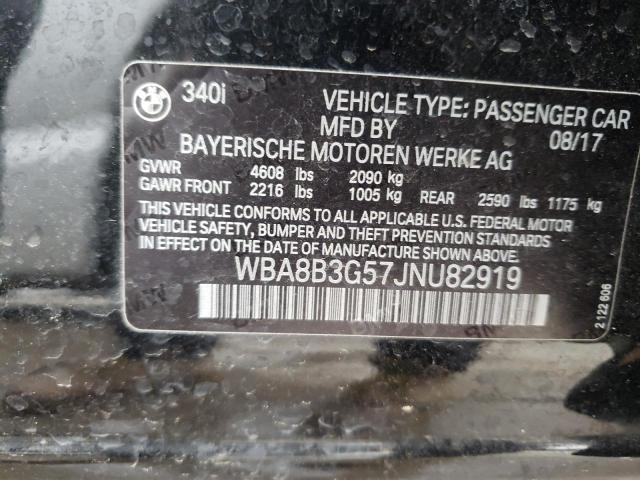 340i
VEHICLE TYPE: PASSENGER CAR
MFD BY 08/17
BAYERISCHE MOTOREN WERKE AG
GVWR 4608 lbs 2090 kg
GAWR FRONT 2216 lbs 1005 kg REAR 2590 lbs 1175 kg
THIS VEHICLE CONFORMS TO ALL APPLICABLE U.S. FEDERAL MOTOR
VEHICLE SAFETY, BUMPER AND THEFT PREVENTION STANDARDS
IN EFFECT ON THE DATE OF MANUFACTURE SHOWN ABOVE.
WBA8B3G57JNU82919
2 122 606